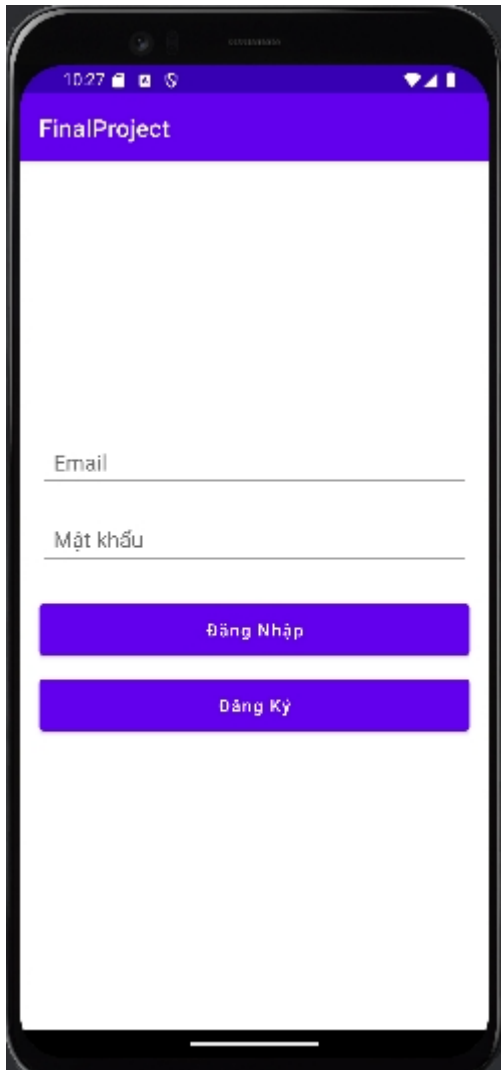 10:27
FinalProject
Email
Mật khẩu
Đăng Nhập
Đăng Ký